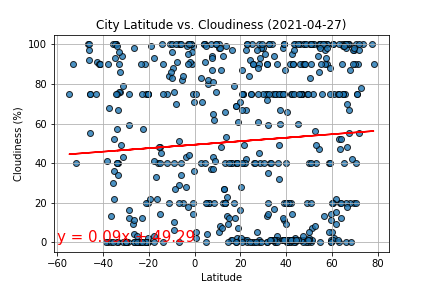 City Latitude vs. Cloudiness (2021-04-27)
Cloudiness (%)
100
80
60
40
20
0
y = 0.09x + 49.29
−60 −40 −20 0 20 40 60 80
Latitude